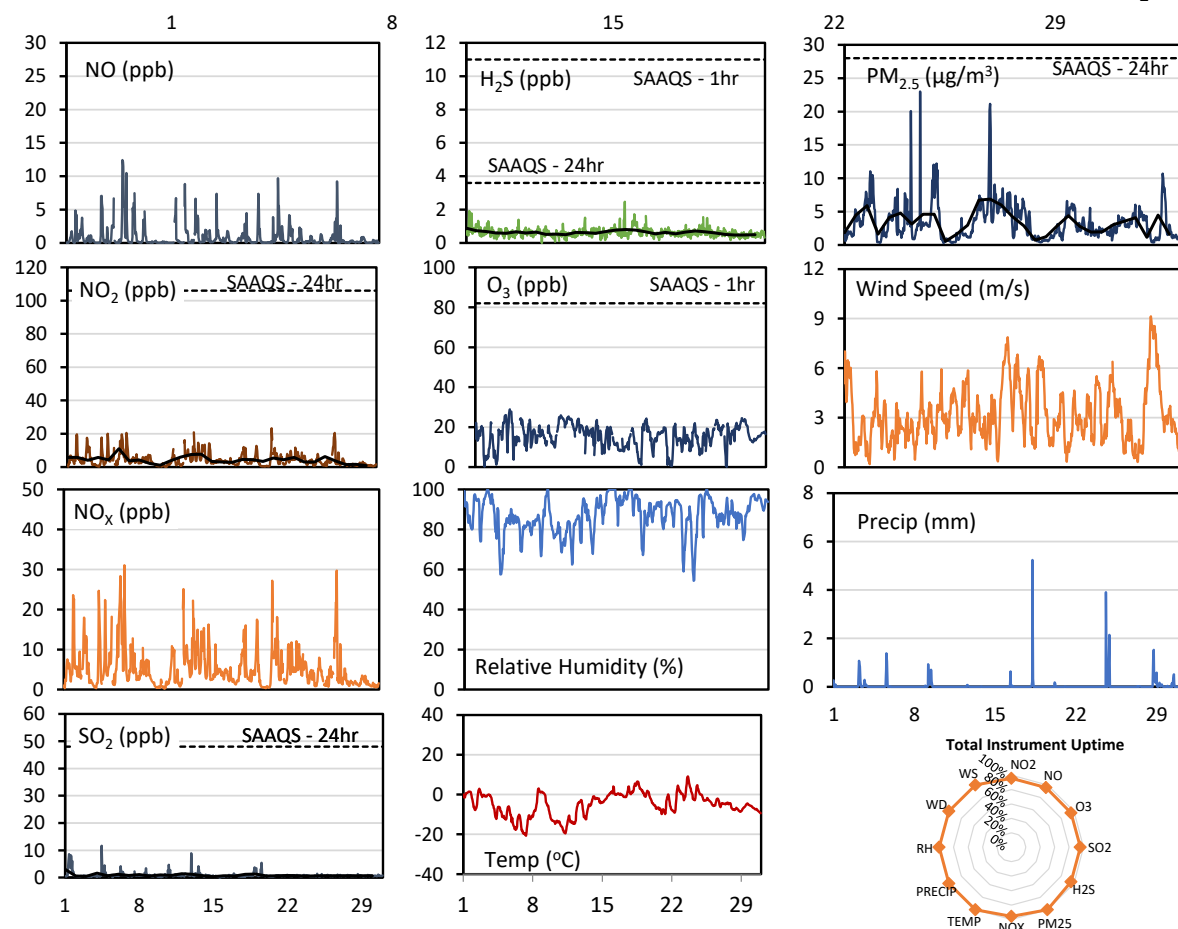 1 8 15 22 29
30
25
20
15
10
5
0
NO (ppb)
12
10
8
6
4
2
0
H₂S (ppb)
SAAQS - 1hr
SAAQS - 24hr
30
25
20
15
10
5
0
PM₂.₅ (µg/m³)
SAAQS - 24hr
120
100
80
60
40
20
0
NO₂ (ppb)
SAAQS - 24hr
100
80
60
40
20
0
O₃ (ppb)
SAAQS - 1hr
12
9
6
3
0
Wind Speed (m/s)
50
40
30
20
10
0
NOX (ppb)
100
80
60
40
20
0
Relative Humidity (%)
8
6
4
2
0
Precip (mm)
1 8 15 22 29
60
50
40
30
20
10
0
SO₂ (ppb)
SAAQS - 24hr
1 8 15 22 29
40
20
0
-20
-40
Temp (oC)
1 8 15 22 29
Total Instrument Uptime
100%
80%
60%
40%
20%
0%
NO2
NO
O3
SO2
H2S
PM25
NOX
TEMP
PRECIP
RH
WD
WS